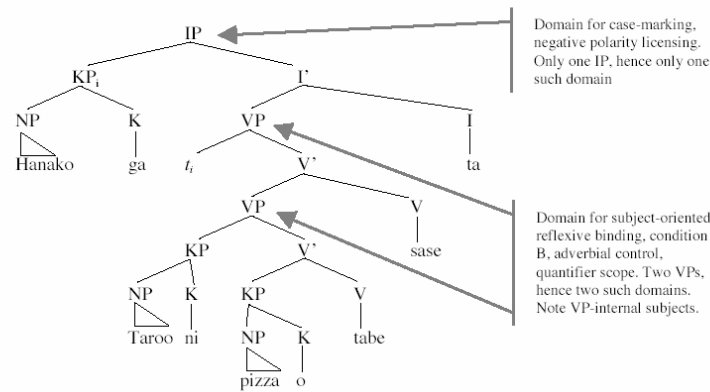 IP
Domain for case-marking,
negative polarity licensing.
Only one IP, hence only one
such domain
KPi I’
NP K VP I
Hanako ga ti V’ ta
VP V
Domain for subject-oriented
reflexive binding, condition
B, adverbial control,
quantifier scope. Two VPs,
hence two such domains.
Note VP-internal subjects.
KP V’ sase
NP K KP V
Taroo ni NP K tabe
pizza o